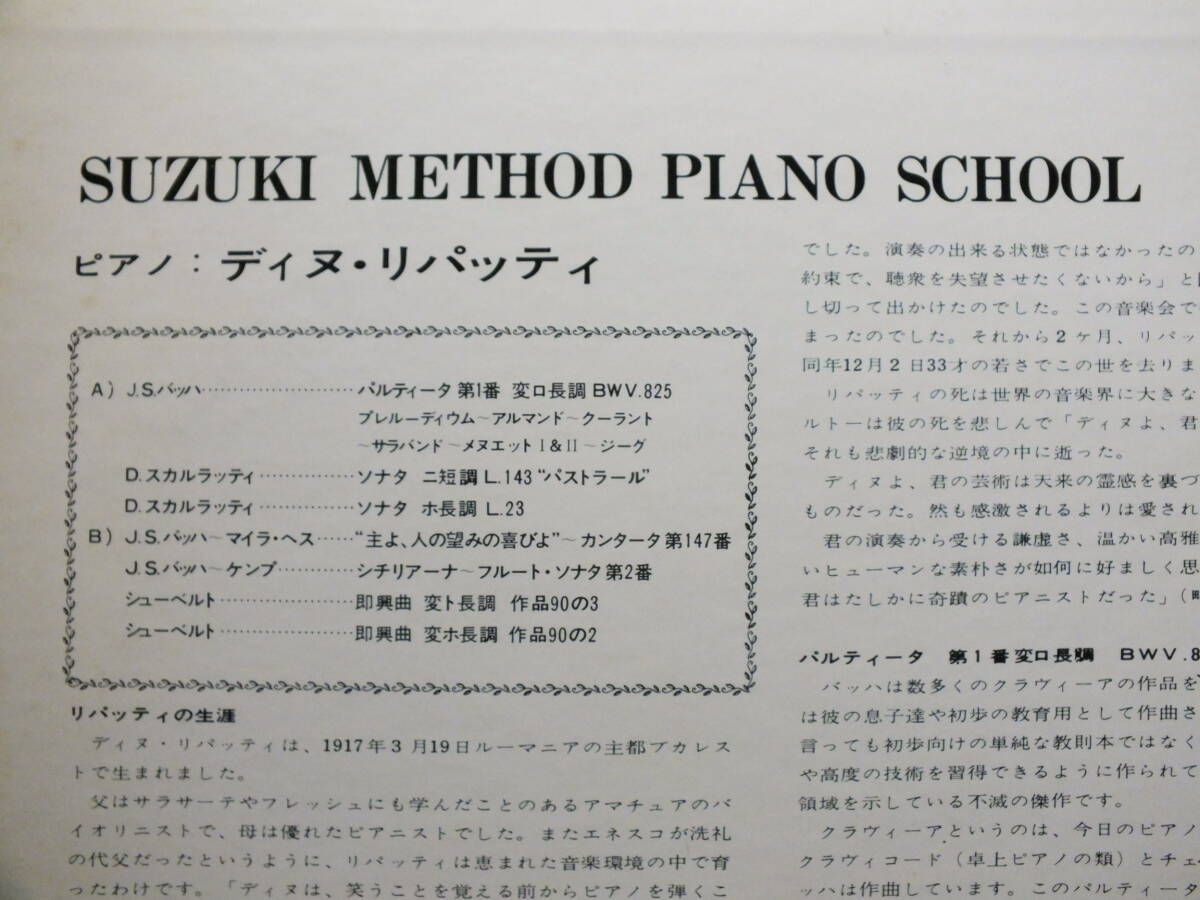 SUZUKI METHOD PIANO SCHOOL
ピアノ：ディヌ・リパッティ
A) J.S.バッハ……………………パルティータ 第1番 変ロ長調 BWV.825
プレルーディウム〜アルマンド〜クーラント
〜サラバンド〜メヌエット I & II〜ジーグ
D.スカルラッティ……………ソナタ ニ短調 L.143 “パストラール”
D.スカルラッティ……………ソナタ ホ長調 L.23
B) J.S.バッハ〜マイラ・ヘス……“主よ、人の望みの喜びよ”〜カンタータ第147番
J.S.バッハ〜ケンプ…………シチリアーナ〜フルート・ソナタ第2番
シューベルト…………………即興曲 変ト長調 作品90の3
シューベルト…………………即興曲 変ホ長調 作品90の2
リパッティの生涯
ディヌ・リパッティは、1917年3月19日ルーマニアの主都ブカレス
トで生まれました。
父はサラサーテやフレッシュにも学んだことのあるアマチュアのバ
イオリニストで、母は優れたピアニストでした。またエネスコが洗礼
の代父だったというように、リパッティは恵まれた音楽環境の中で育
ったわけです。「ディヌは、笑うことを覚える前からピアノを弾くこ
でした。演奏の出来る状態ではなかったの
約束で、聴衆を失望させたくないから」と
し切って出かけたのでした。この音楽会で
まったのでした。それから2ヶ月、リパッ
同年12月2日33才の若さでこの世を去りま
リパッティの死は世界の音楽界に大きな
ルトーは彼の死を悲しんで「ディヌよ、君
それも悲劇的な逆境の中に逝った。
ディヌよ、君の芸術は天来の霊感を裏づ
ものだった。然も感激されるよりは愛され
君の演奏から受ける謙虚さ、温かい高雅
いヒューマンな素朴さが如何に好ましく思
君はたしかに奇蹟のピアニストだった」（
パルティータ 第1番変ロ長調 BWV.8
バッハは数多くのクラヴィーアの作品を
は彼の息子達や初歩の教育用として作曲さ
言っても初歩向けの単純な教則本ではなく
や高度の技術を習得できるように作られて
領域を示している不滅の傑作です。
クラヴィーアというのは、今日のピアノ
クラヴィコード（卓上ピアノの類）とチェ
ッハは作曲しています。このパルティータ